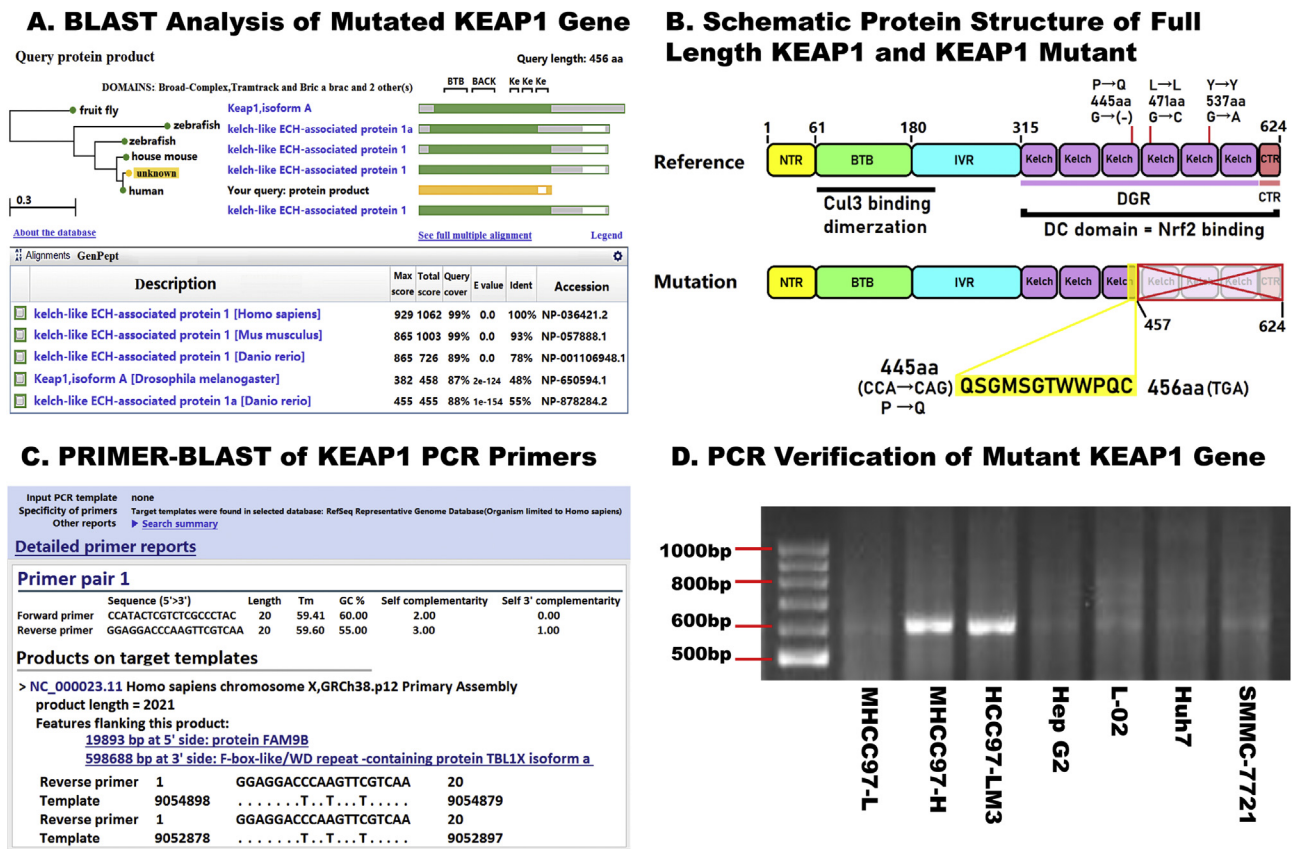 A. BLAST Analysis of Mutated KEAP1 Gene
Query protein product
Query length: 456 aa
DOMAINS: Broad-Complex,Tramtrack and Bric a brac and 2 other(s)
BTB BACK Ke Ke Ke
fruit fly
Keap1,isoform A
zebrafish
kelch-like ECH-associated protein 1a
zebrafish
kelch-like ECH-associated protein 1
house mouse
kelch-like ECH-associated protein 1
unknown
Your query: protein product
human
kelch-like ECH-associated protein 1
0.3
About the database
See full multiple alignment
Legend
Alignments GenPept
Description Max score Total score Query cover E value Ident Accession
kelch-like ECH-associated protein 1 [Homo sapiens] 929 1062 99% 0.0 100% NP-036421.2
kelch-like ECH-associated protein 1 [Mus musculus] 865 1003 99% 0.0 93% NP-057888.1
kelch-like ECH-associated protein 1 [Danio rerio] 865 726 89% 0.0 78% NP-001106948.1
Keap1,isoform A [Drosophila melanogaster] 382 458 87% 2e-124 48% NP-650594.1
kelch-like ECH-associated protein 1a [Danio rerio] 455 455 88% 1e-154 55% NP-878284.2
B. Schematic Protein Structure of Full
Length KEAP1 and KEAP1 Mutant
P→Q L→L Y→Y
445aa 471aa 537aa
G→(-) G→C G→A
1 61 180 315 624
Reference
NTR BTB IVR Kelch Kelch Kelch Kelch Kelch Kelch CTR
Cul3 binding
dimerzation
DGR CTR
DC domain = Nrf2 binding
Mutation
NTR BTB IVR Kelch Kelch Kelch Kelch Kelch Kelch CTR
457 624
445aa
(CCA→CAG)
P →Q
QSGMSGTWWPQC
456aa (TGA)
C. PRIMER-BLAST of KEAP1 PCR Primers
Input PCR template none
Specificity of primers Target templates were found in selected database: RefSeq Representative Genome Database(Organism limited to Homo sapiens)
Other reports Search summary
Detailed primer reports
Primer pair 1
Sequence (5'>3') Length Tm GC % Self complementarity Self 3' complementarity
Forward primer CCATACTCGTCTCGCCCTAC 20 59.41 60.00 2.00 0.00
Reverse primer GGAGGACCCAAGTTCGTCAA 20 59.60 55.00 3.00 1.00
Products on target templates
> NC_000023.11 Homo sapiens chromosome X,GRCh38.p12 Primary Assembly
product length = 2021
Features flanking this product:
19893 bp at 5' side: protein FAM9B
598688 bp at 3' side: F-box-like/WD repeat -containing protein TBL1X isoform a
Reverse primer 1 GGAGGACCCAAGTTCGTCAA 20
Template 9054898 . . . . . . . T . . T . . . T . . . . . 9054879
Reverse primer 1 GGAGGACCCAAGTTCGTCAA 20
Template 9052878 . . . . . . . T . . T . . . T . . . . . 9052897
D. PCR Verification of Mutant KEAP1 Gene
1000bp
800bp
600bp
500bp
MHCC97-L
MHCC97-H
HCC97-LM3
Hep G2
L-02
Huh7
SMMC-7721